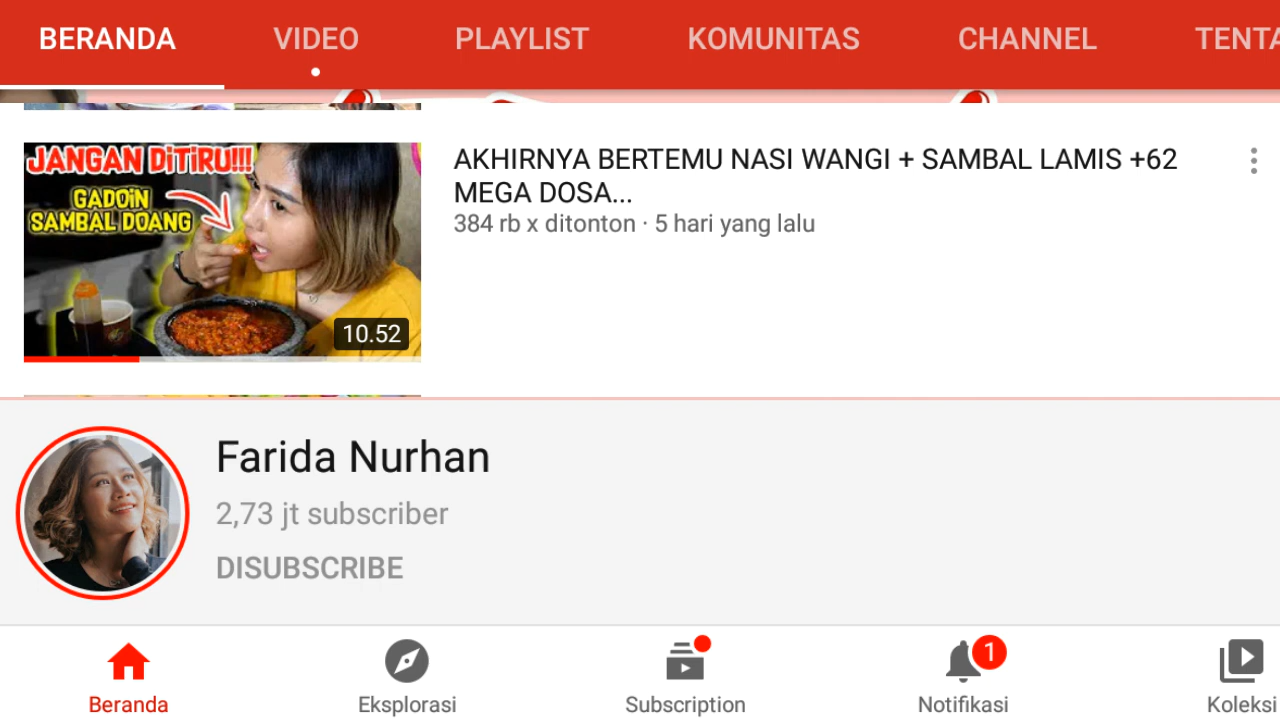 BERANDA VIDEO PLAYLIST KOMUNITAS CHANNEL TENTA
JANGAN DiTiRU!!!
GADOiN
SAMBAL DOANG
10.52
AKHIRNYA BERTEMU NASI WANGI + SAMBAL LAMIS +62
MEGA DOSA...
384 rb x ditonton · 5 hari yang lalu
Farida Nurhan
2,73 jt subscriber
DISUBSCRIBE
1
Beranda Eksplorasi Subscription Notifikasi Koleksi